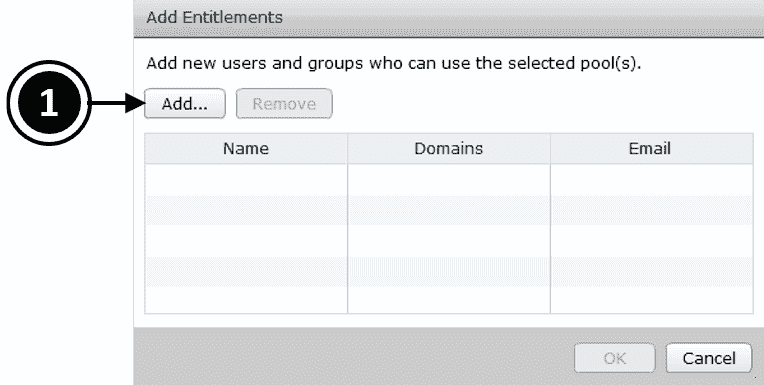 Add Entitlements
Add new users and groups who can use the selected pool(s).
1 Add... Remove
Name Domains Email
OK Cancel